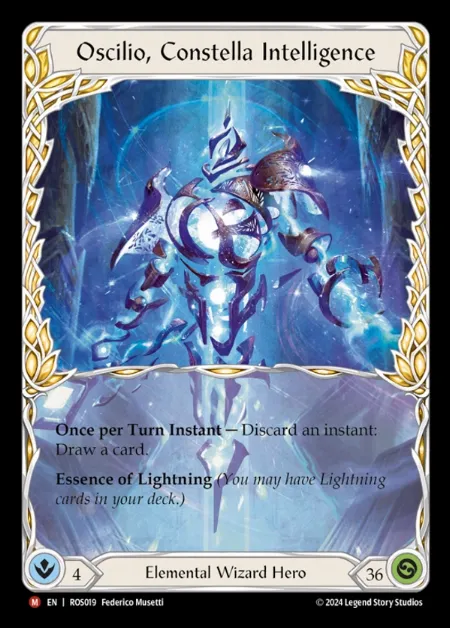 Oscilio, Constella Intelligence
Once per Turn Instant — Discard an instant:
Draw a card.
Essence of Lightning (You may have Lightning
cards in your deck.)
4
Elemental Wizard Hero
36
M EN | ROS019 Federico Musetti
© 2024 Legend Story Studios